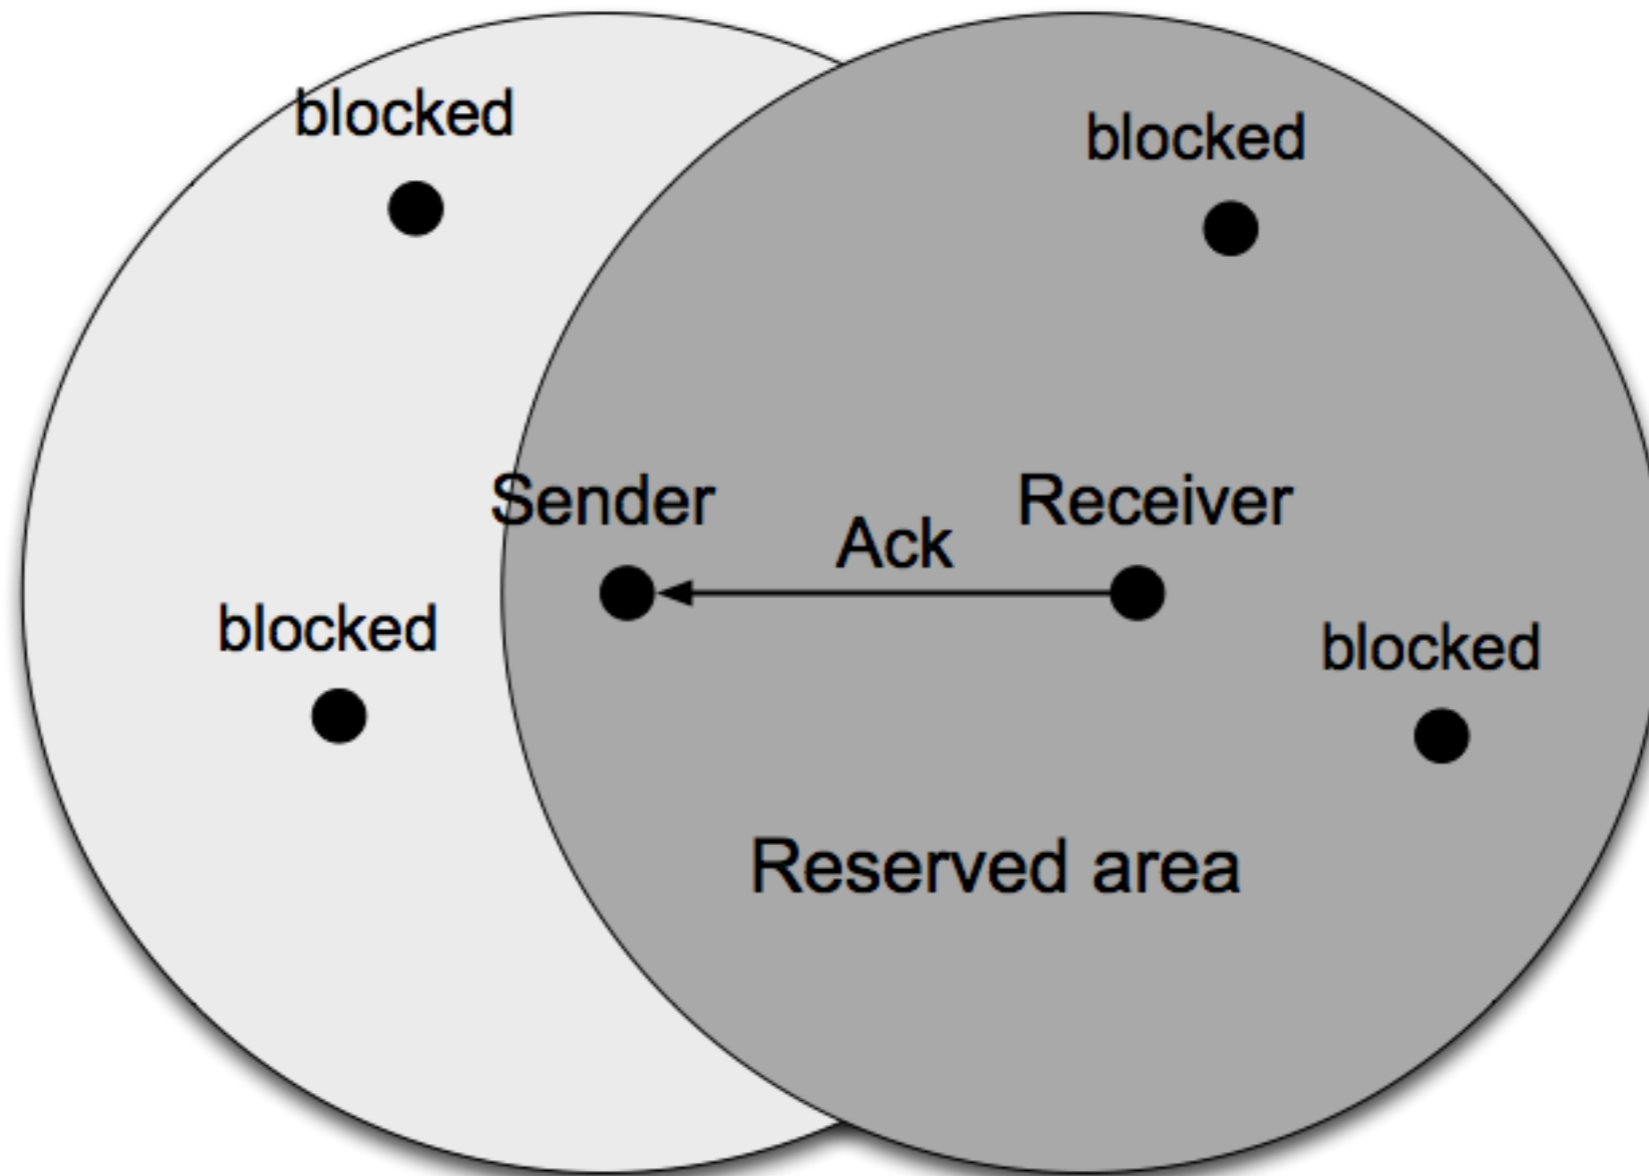 blocked
blocked
Sender
Receiver
Ack
blocked
blocked
Reserved area